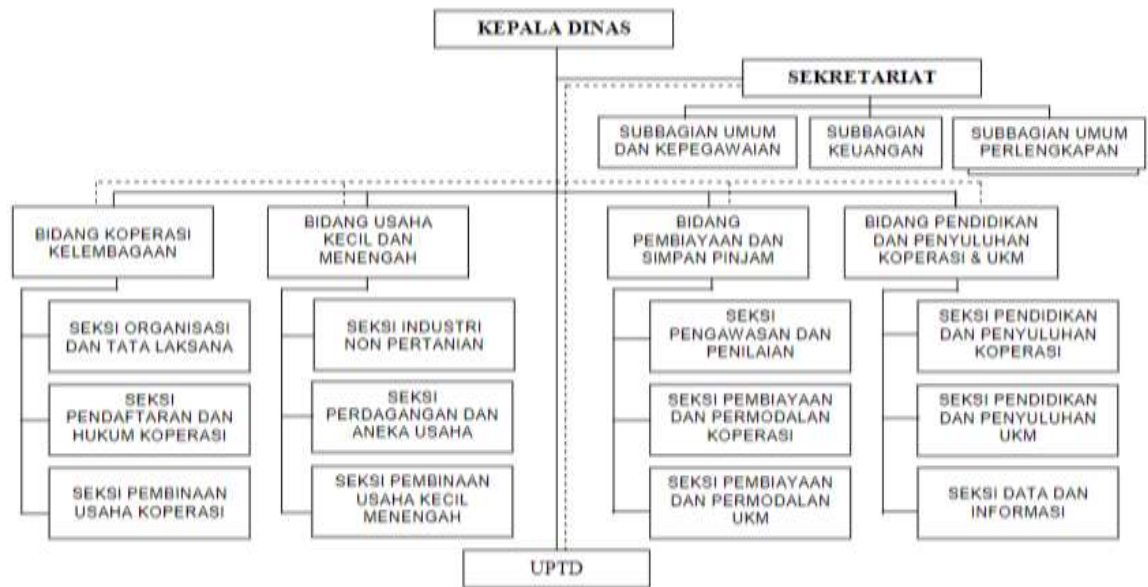 KEPALA DINAS
SEKRETARIAT
SUBBAGIAN UMUM
DAN KEPEGAWAIAN
SUBBAGIAN
KEUANGAN
SUBBAGIAN UMUM
PERLENGKAPAN
BIDANG KOPERASI
KELEMBAGAAN
BIDANG USAHA
KECIL DAN
MENENGAH
BIDANG
PEMBIAYAAN DAN
SIMPAN PINJAM
BIDANG PENDIDIKAN
DAN PENYULUHAN
KOPERASI & UKM
SEKSI ORGANISASI
DAN TATA LAKSANA
SEKSI
PENDAFTARAN DAN
HUKUM KOPERASI
SEKSI PEMBINAAN
USAHA KOPERASI
SEKSI INDUSTRI
NON PERTANIAN
SEKSI
PERDAGANGAN DAN
ANEKA USAHA
SEKSI PEMBINAAN
USAHA KECIL
MENENGAH
SEKSI
PENGAWASAN DAN
PENILAIAN
SEKSI PEMBIAYAAN
DAN PERMODALAN
KOPERASI
SEKSI PEMBIAYAAN
DAN PERMODALAN
UKM
SEKSI PENDIDIKAN
DAN PENYULUHAN
KOPERASI
SEKSI PENDIDIKAN
DAN PENYULUHAN
UKM
SEKSI DATA DAN
INFORMASI
UPTD